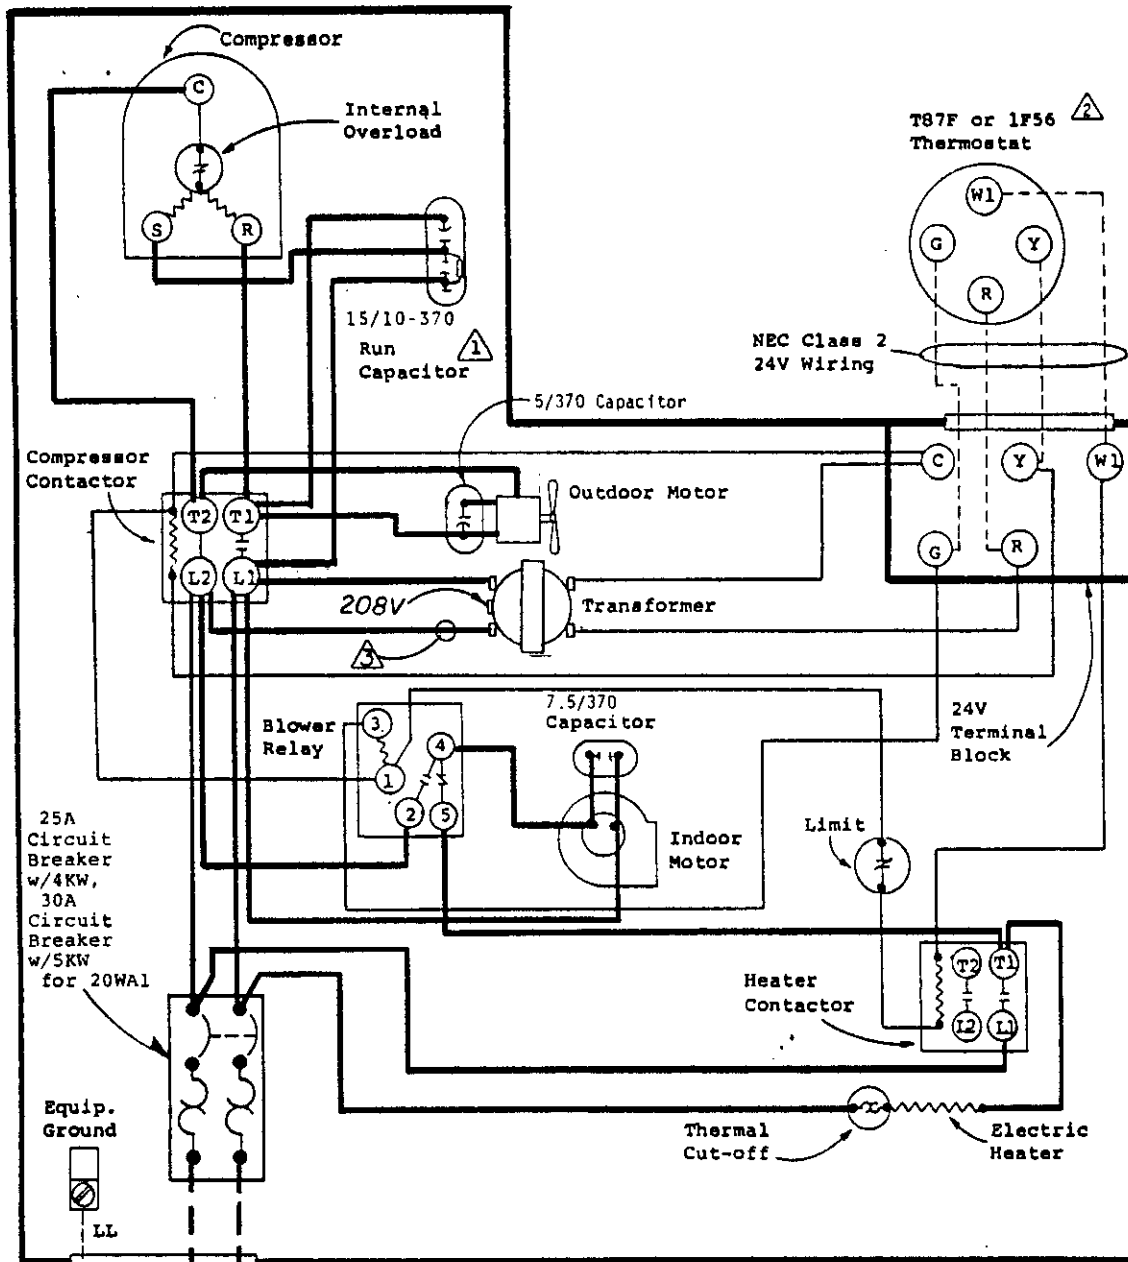 Compressor
C
Internal
Overload
S
R
15/10-370
Run
Capacitor
1
T87F or 1F56
Thermostat
2
W1
G
Y
R
NEC Class 2
24V Wiring
5/370 Capacitor
Compressor
Contactor
T2
T1
L2
L1
Outdoor Motor
C
Y
W1
G
R
208V
Transformer
3
Blower
Relay
3
4
1
2
5
7.5/370
Capacitor
24V
Terminal
Block
Indoor
Motor
Limit
25A
Circuit
Breaker
w/4KW,
30A
Circuit
Breaker
w/5KW
for 20WA1
Heater
Contactor
T2
T1
L2
L1
Equip.
Ground
LL
Thermal
Cut-off
Electric
Heater